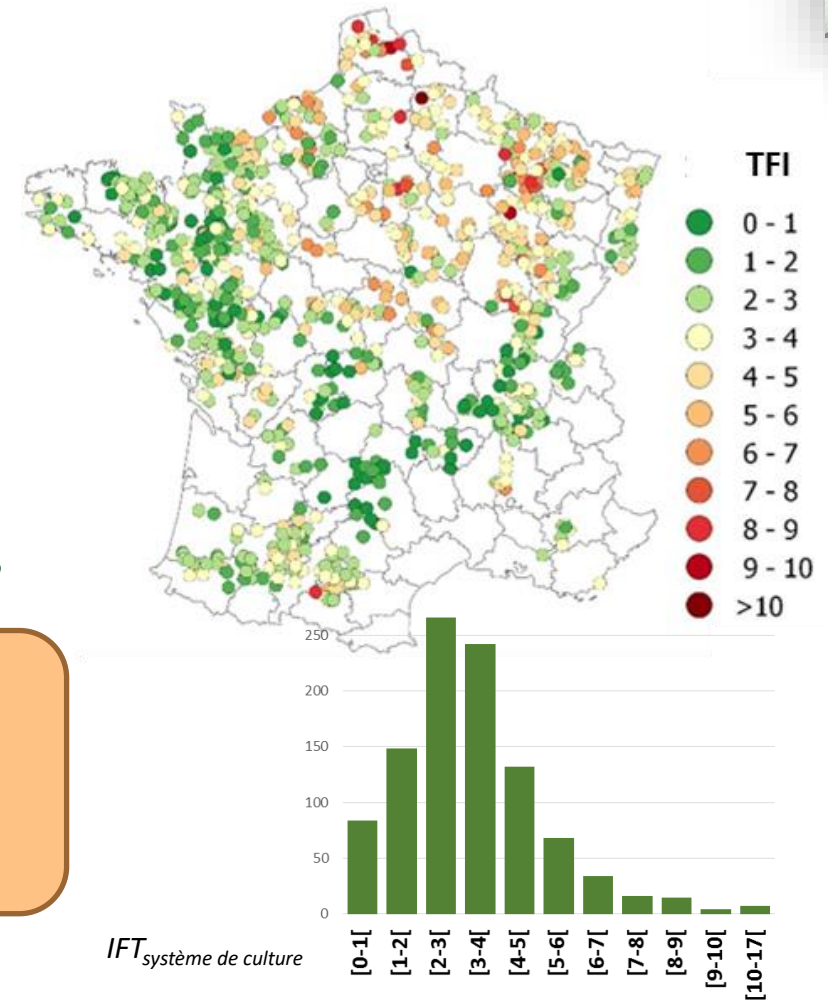 TFI
0 - 1
1 - 2
2 - 3
3 - 4
4 - 5
5 - 6
6 - 7
7 - 8
8 - 9
9 - 10
>10
250
200
150
100
50
0
IFT système de culture
[0-1[
[1-2[
[2-3[
[3-4[
[4-5[
[5-6[
[6-7[
[7-8[
[8-9[
[9-10[
[10-17[